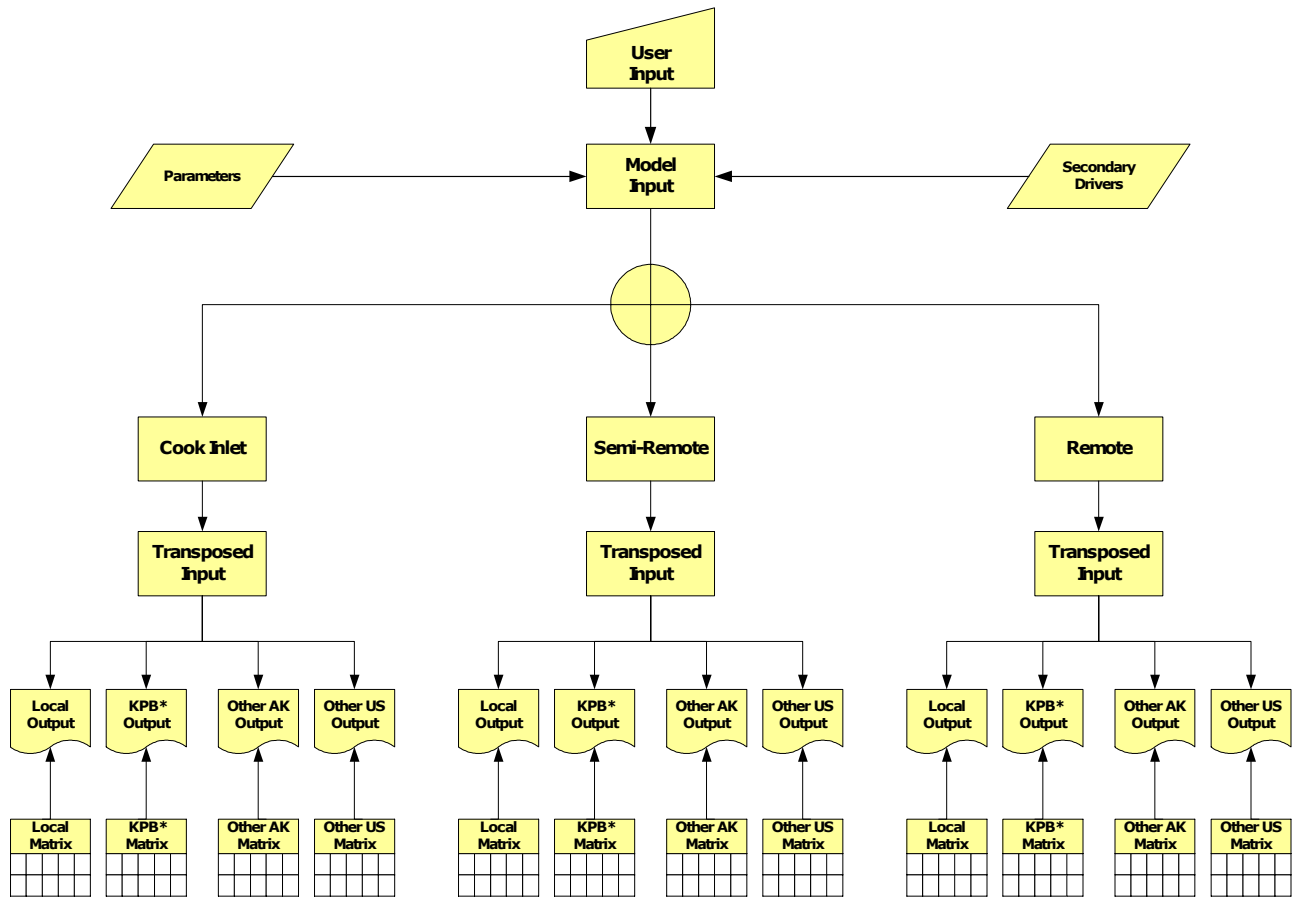 User
Input
Parameters
Model
Input
Secondary
Drivers
Cook Inlet
Semi-Remote
Remote
Transposed
Input
Transposed
Input
Transposed
Input
Local
Output
KPB*
Output
Other AK
Output
Other US
Output
Local
Output
KPB*
Output
Other AK
Output
Other US
Output
Local
Output
KPB*
Output
Other AK
Output
Other US
Output
Local
Matrix
KPB*
Matrix
Other AK
Matrix
Other US
Matrix
Local
Matrix
KPB*
Matrix
Other AK
Matrix
Other US
Matrix
Local
Matrix
KPB*
Matrix
Other AK
Matrix
Other US
Matrix